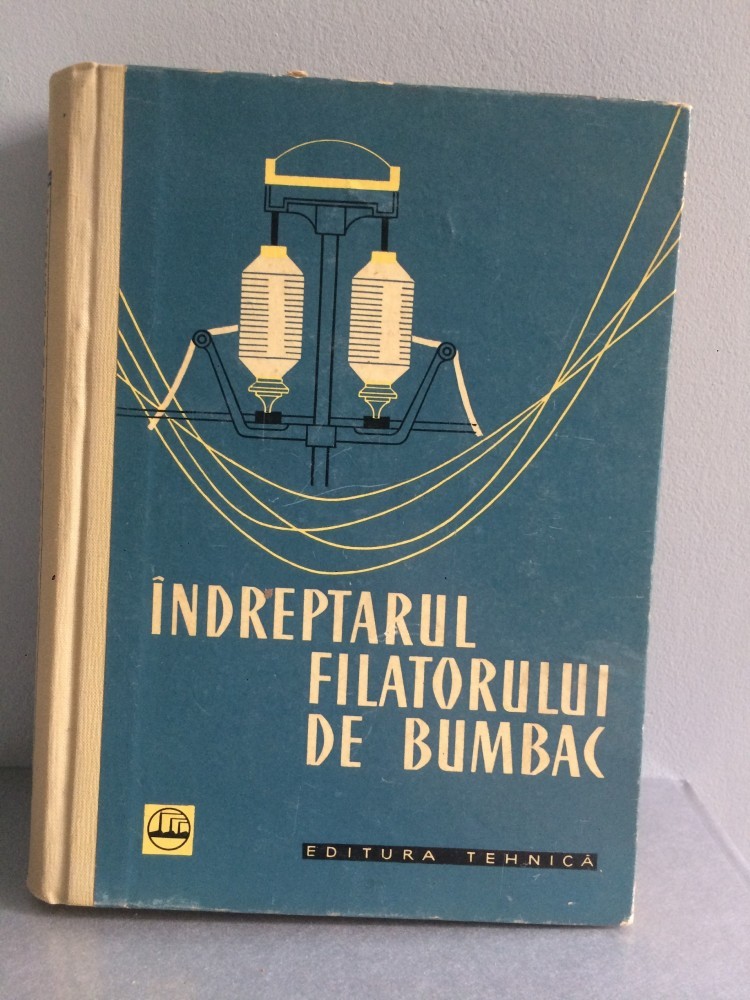 ÎNDREPTARUL
FILATORULUI
DE BUMBAC
EDITURA TEHNICĂ